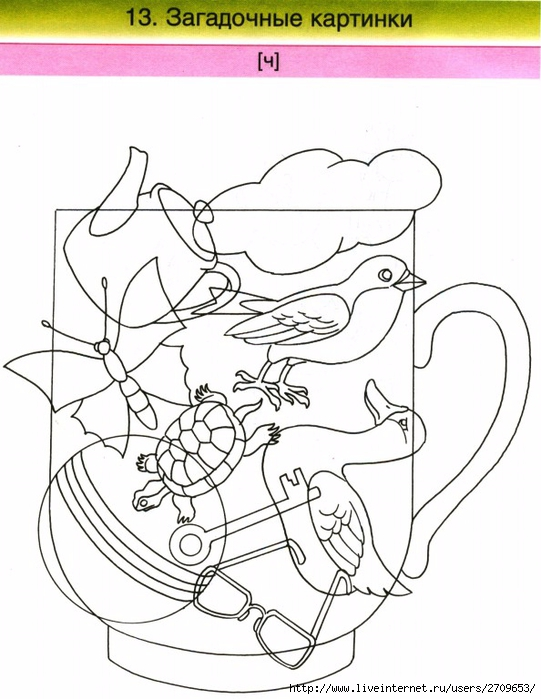 13. Загадочные картинки
[ч]
http://www.liveinternet.ru/users/2709653/